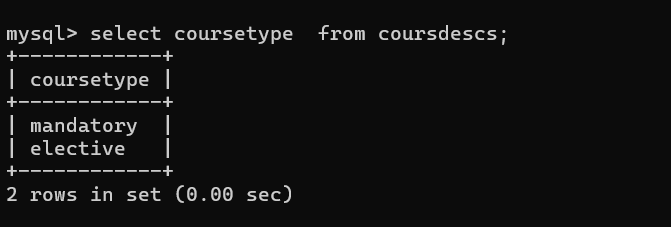 mysql> select coursetype  from coursdescs;
+------------+
| coursetype |
+------------+
| mandatory  |
| elective   |
+------------+
2 rows in set (0.00 sec)